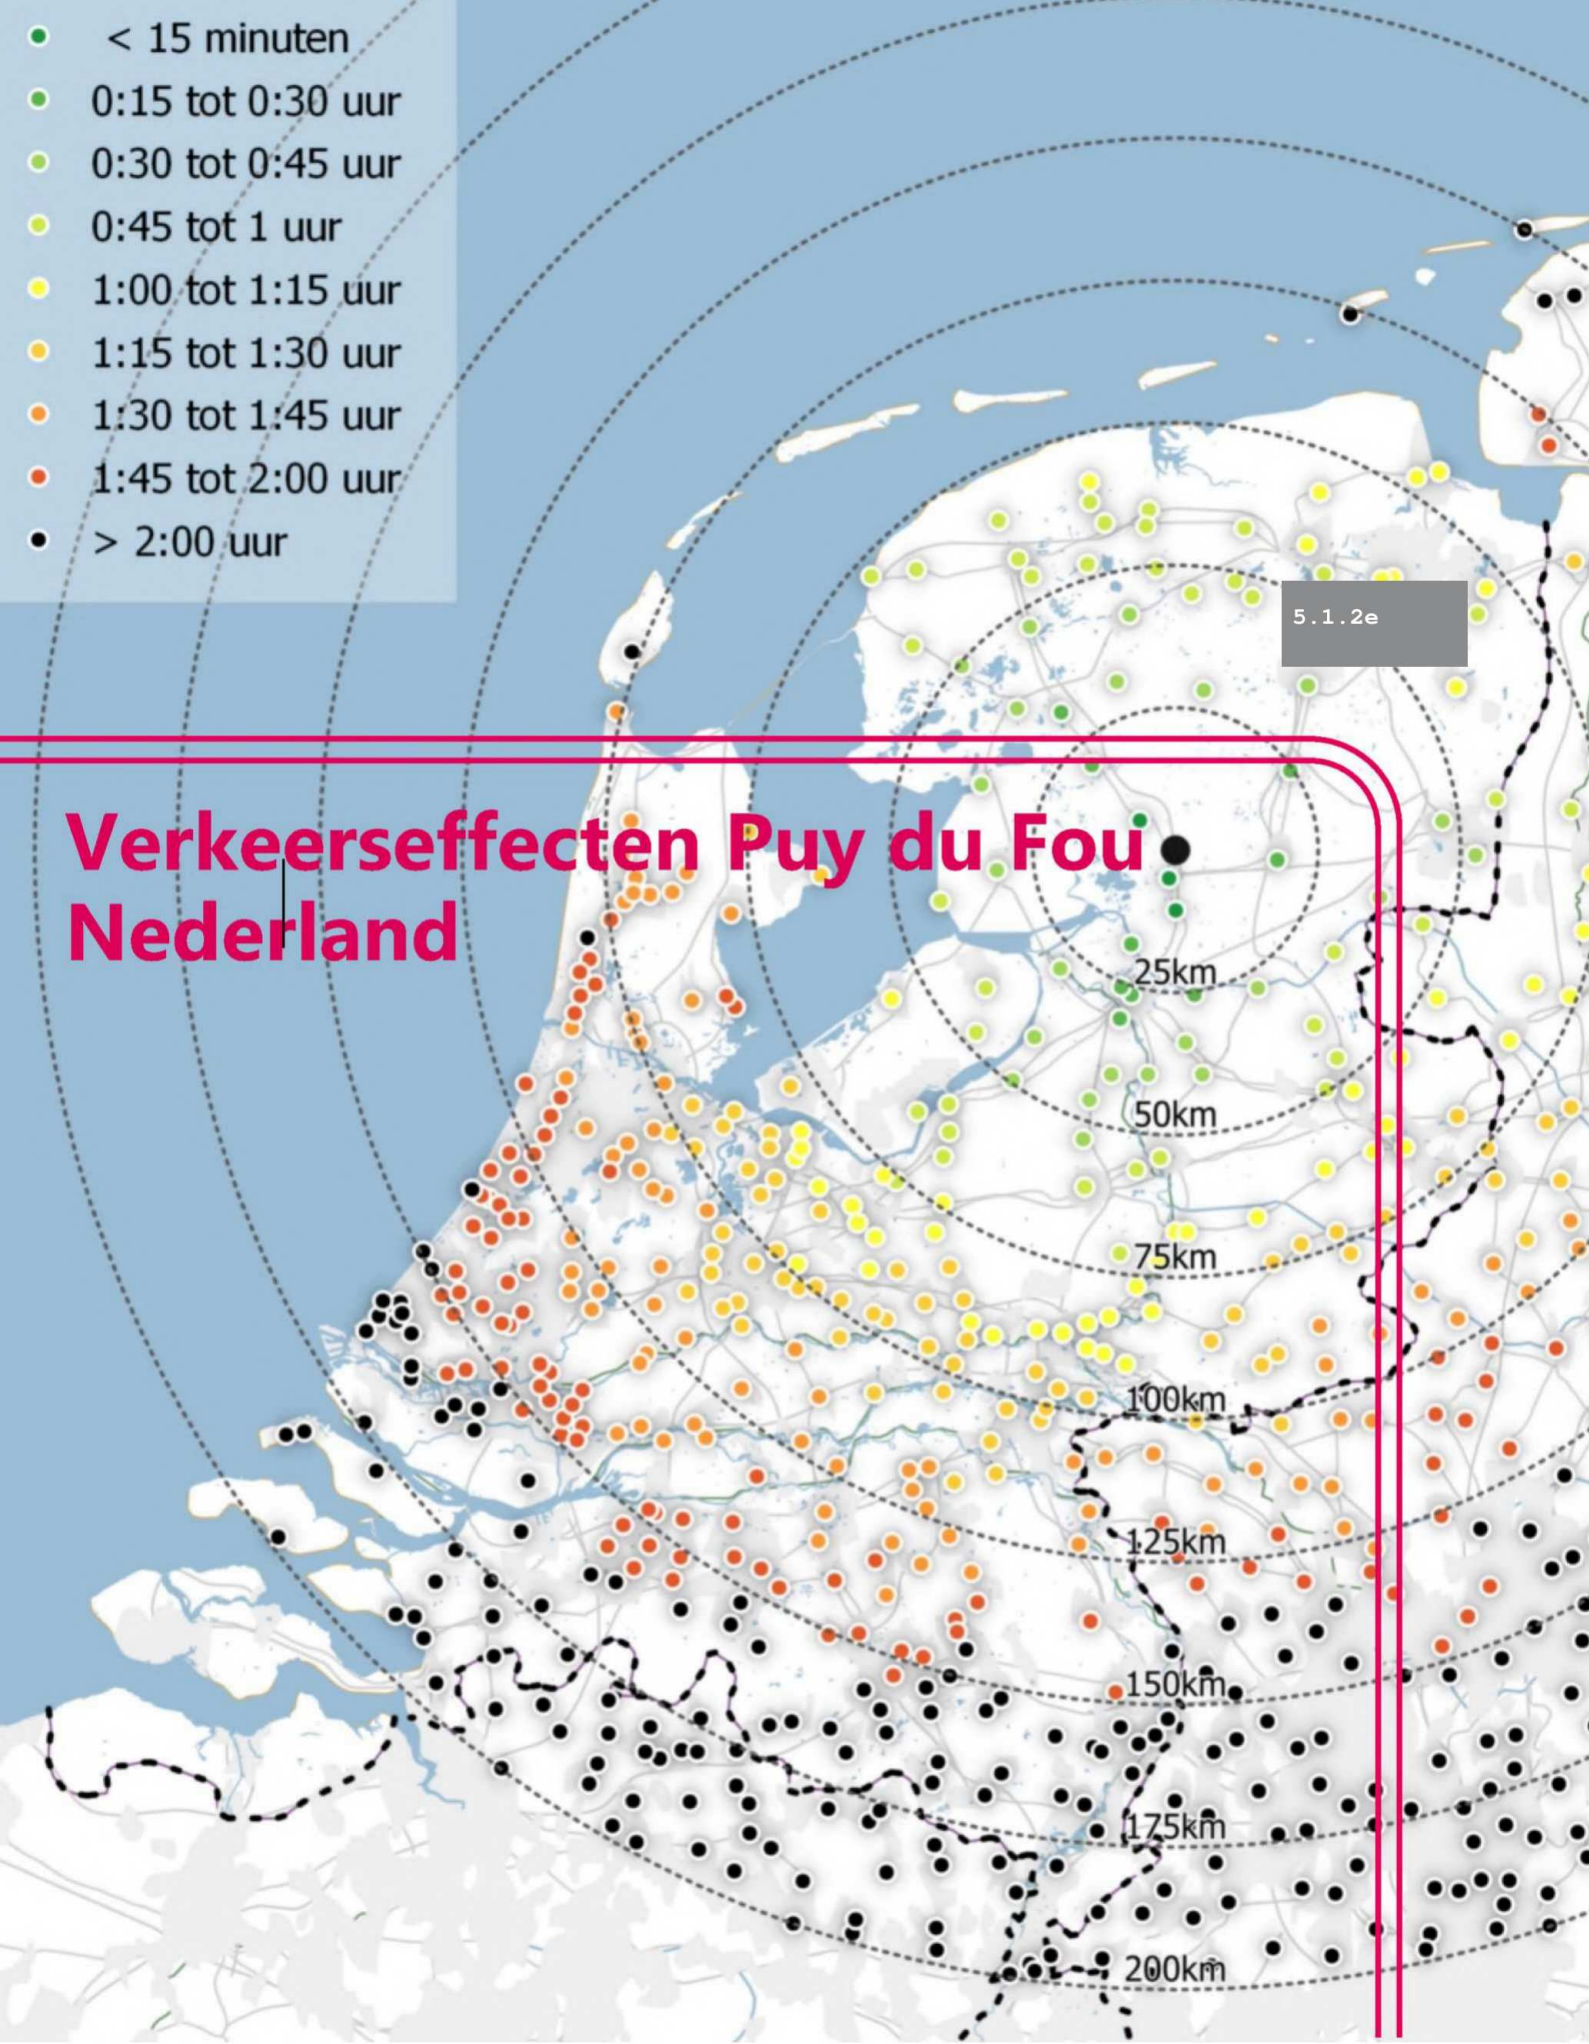 < 15 minuten
0:15 tot 0:30 uur
0:30 tot 0:45 uur
0:45 tot 1 uur
1:00 tot 1:15 uur
1:15 tot 1:30 uur
1:30 tot 1:45 uur
1:45 tot 2:00 uur
> 2:00 uur
5.1.2e
Verkeerseffecten Puy du Fou
Nederland
25km
50km
75km
100km
125km
150km
175km
200km